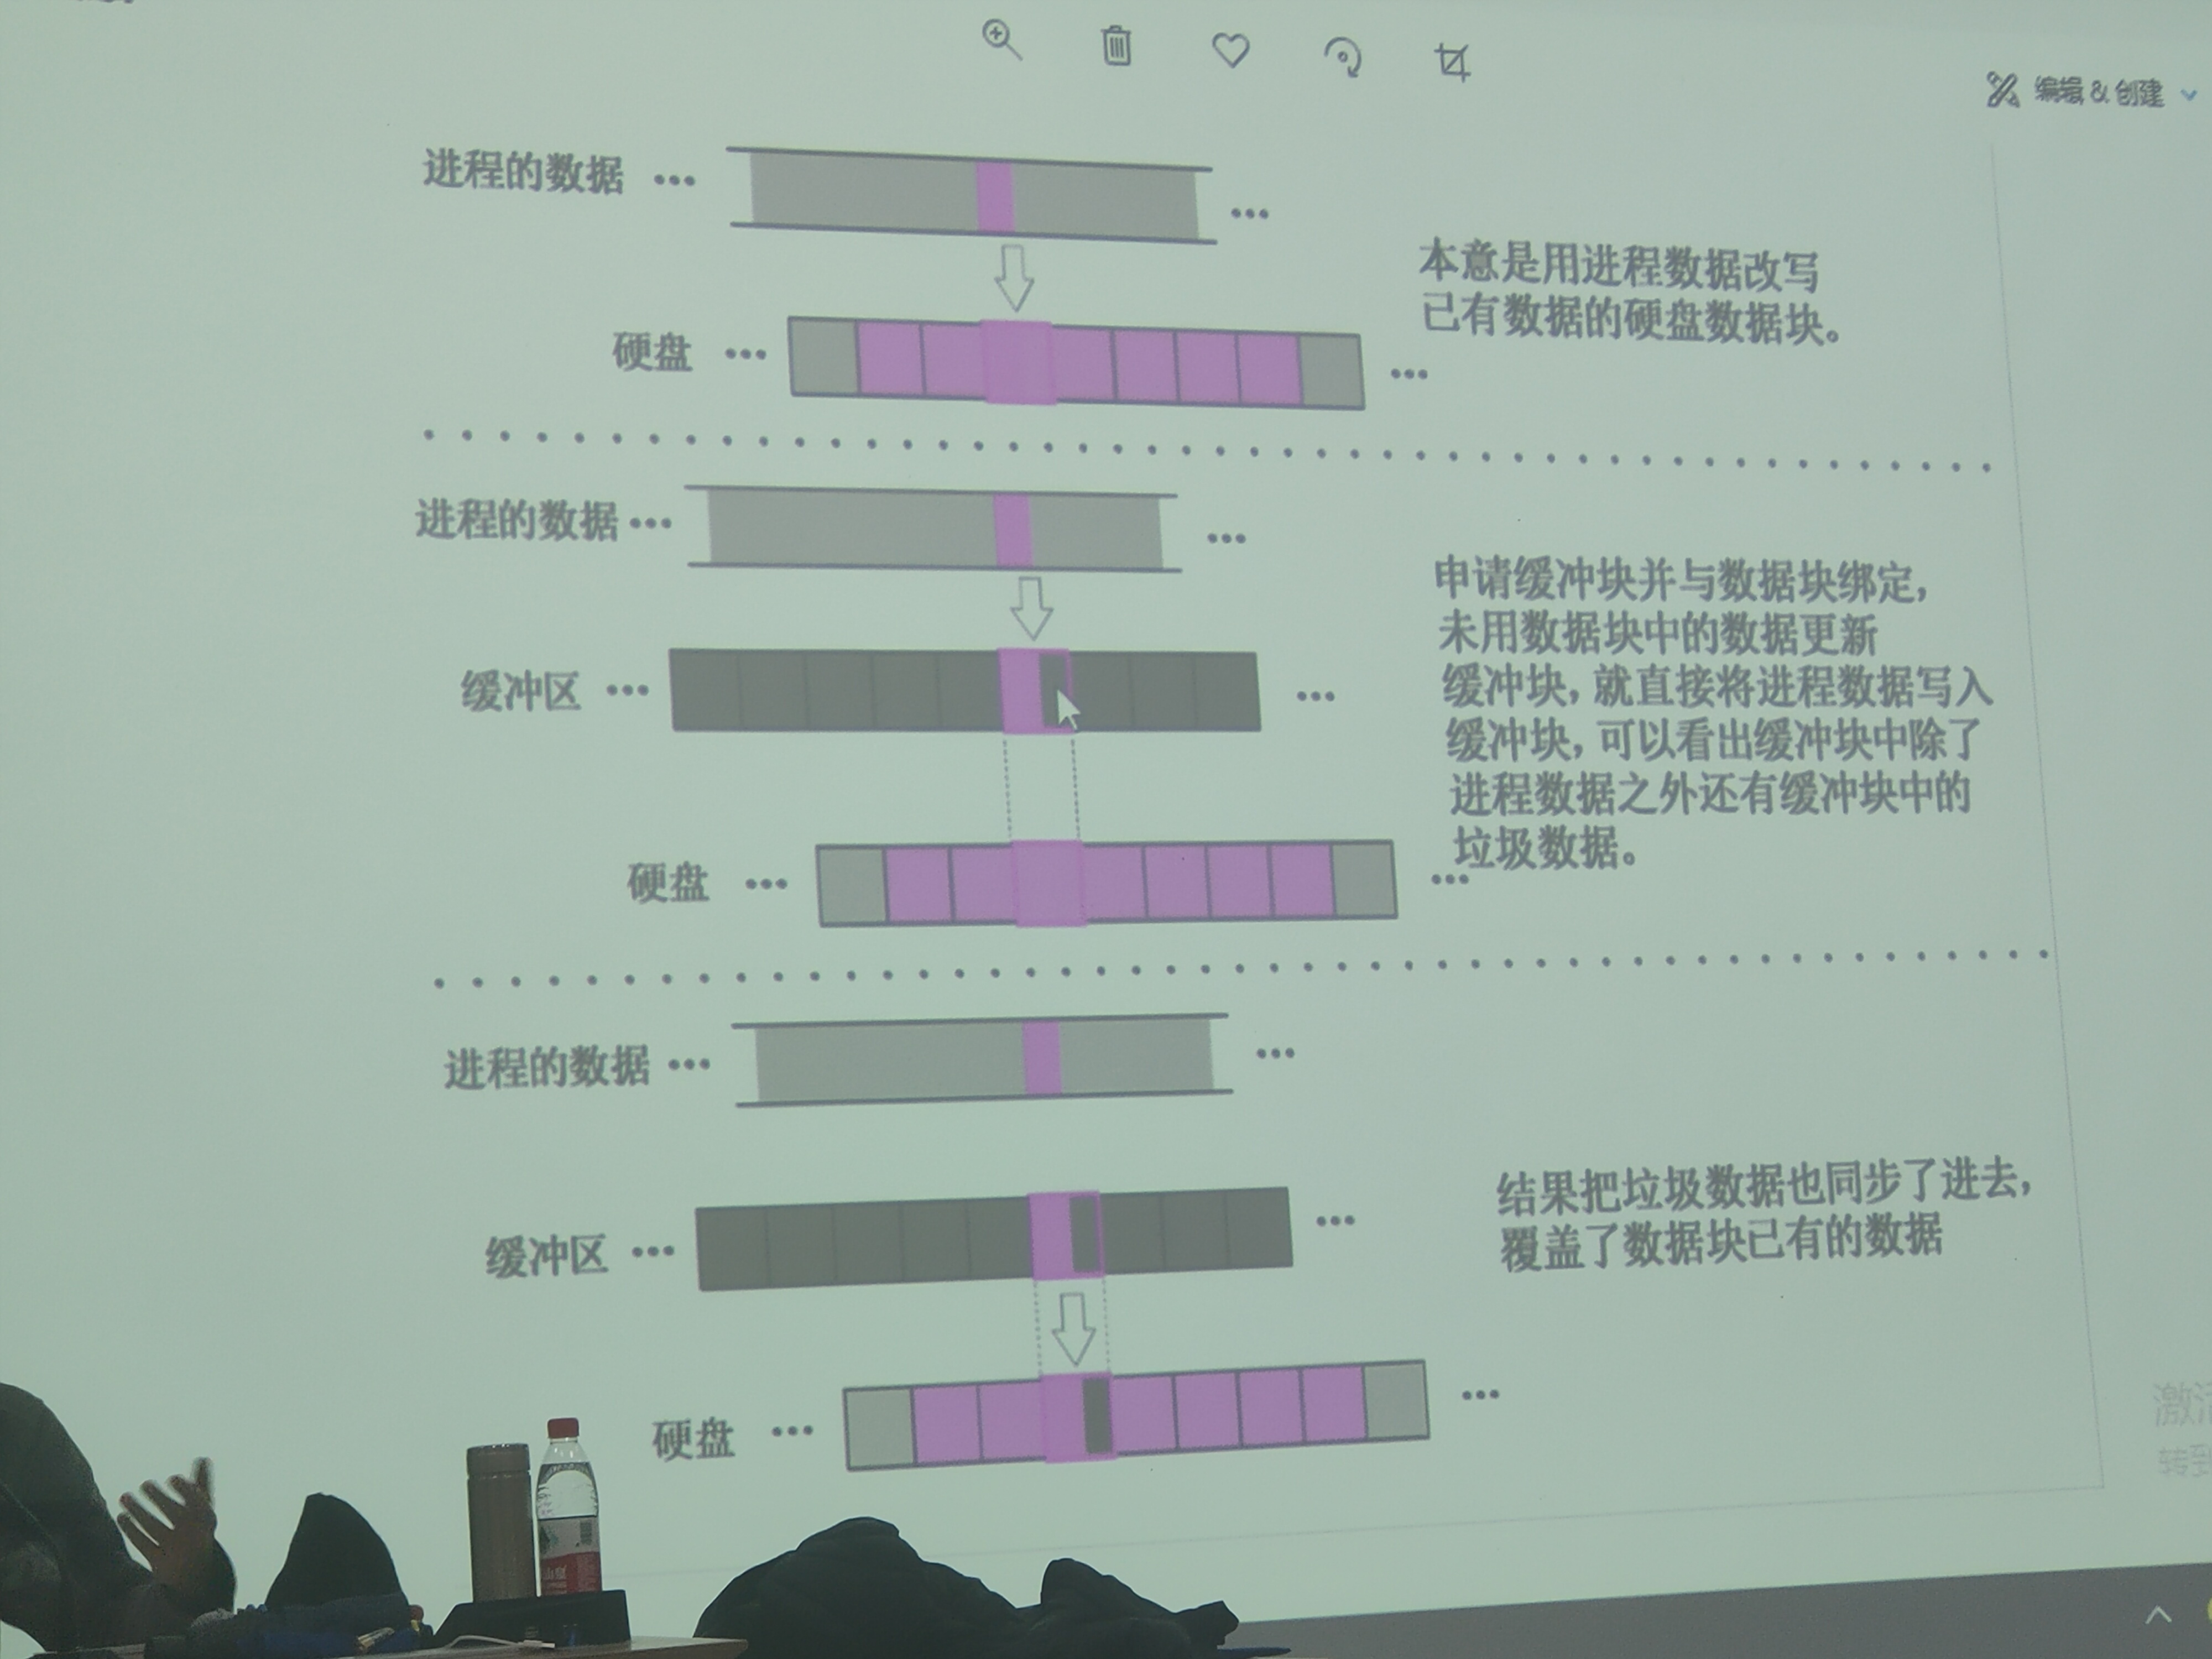 编辑 & 创建
进程的数据 ...
...
本意是用进程数据改写
已有数据的硬盘数据块。
硬盘 ...
...
进程的数据 ...
...
申请缓冲块并与数据块绑定,
未用数据块中的数据更新
缓冲块, 就直接将进程数据写入
缓冲块, 可以看出缓冲块中除了
进程数据之外还有缓冲块中的
垃圾数据。
缓冲区 ...
...
硬盘 ...
...
进程的数据 ...
...
缓冲区 ...
...
结果把垃圾数据也同步了进去,
覆盖了数据块已有的数据
硬盘 ...
...
转到